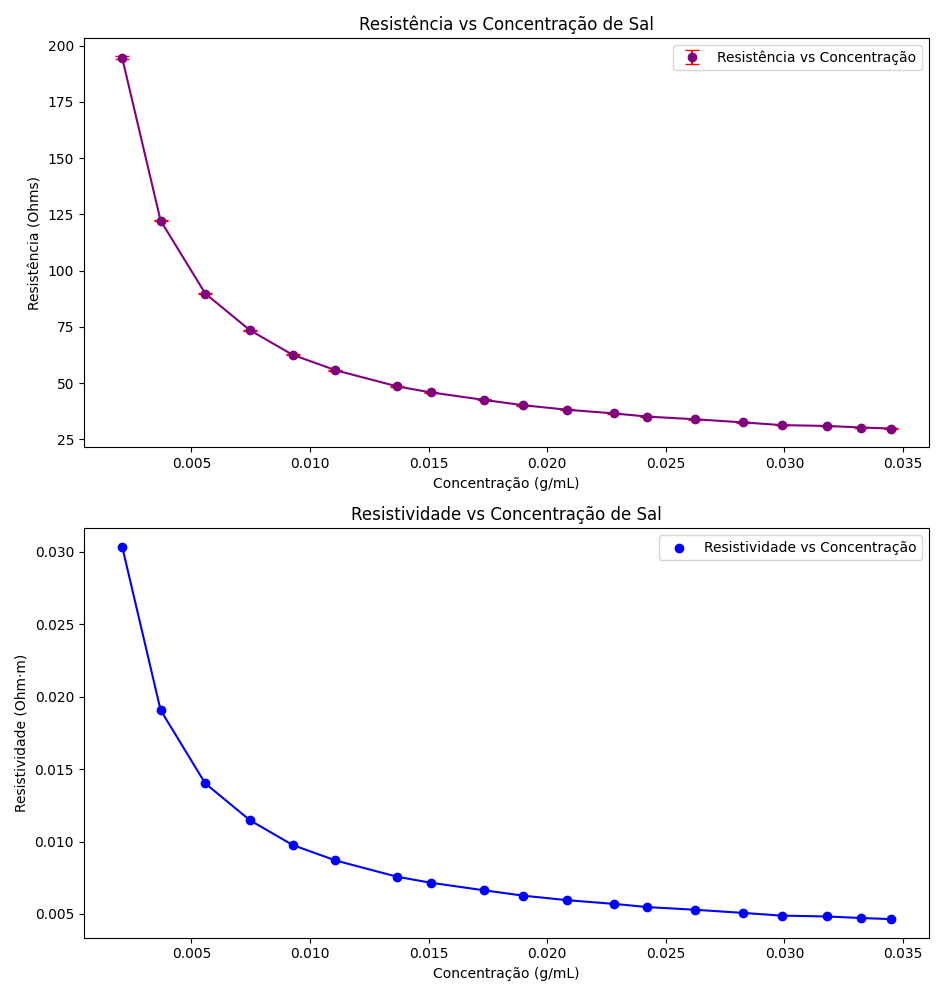 Resistência vs Concentração de Sal
Resistência vs Concentração
200
175
150
125
100
75
50
25
Resistência (Ohms)
0.005 0.010 0.015 0.020 0.025 0.030 0.035
Concentração (g/mL)
Resistividade vs Concentração de Sal
Resistividade vs Concentração
0.030
0.025
0.020
0.015
0.010
0.005
Resistividade (Ohm·m)
0.005 0.010 0.015 0.020 0.025 0.030 0.035
Concentração (g/mL)